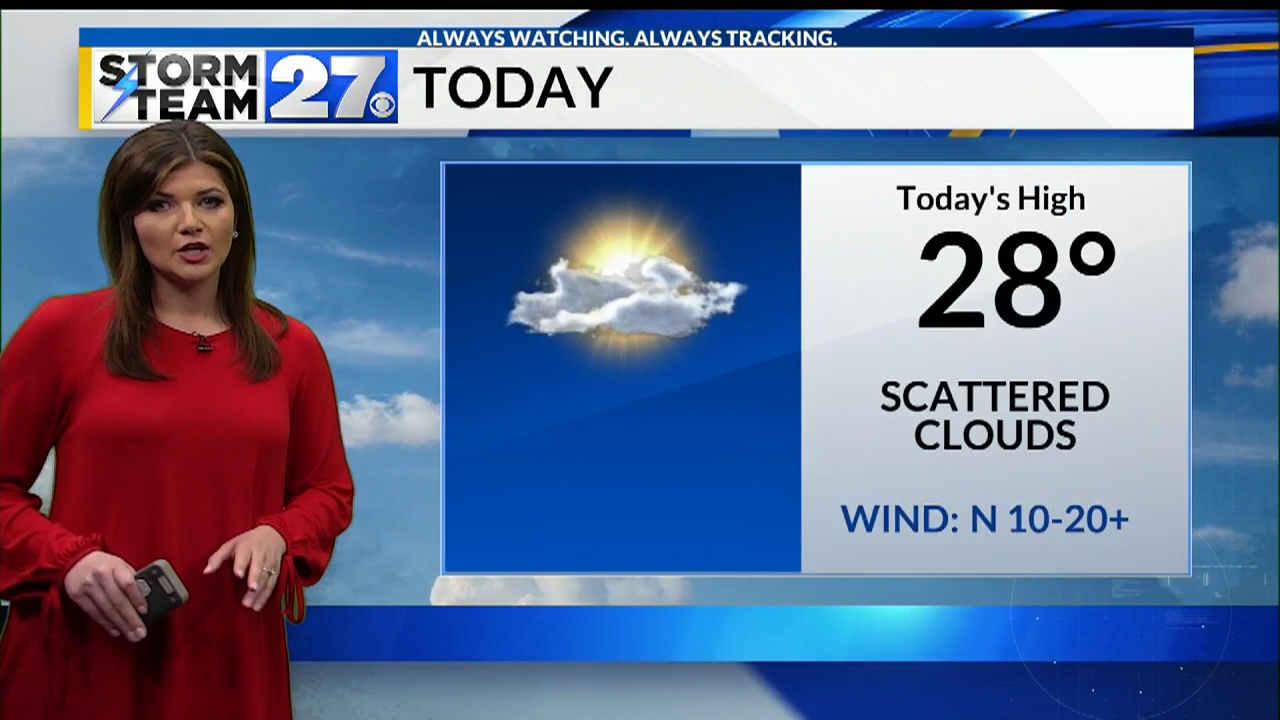 ALWAYS WATCHING. ALWAYS TRACKING.
STORM
TEAM
27
TODAY
Today's High
28°
SCATTERED
CLOUDS
WIND: N 10-20+